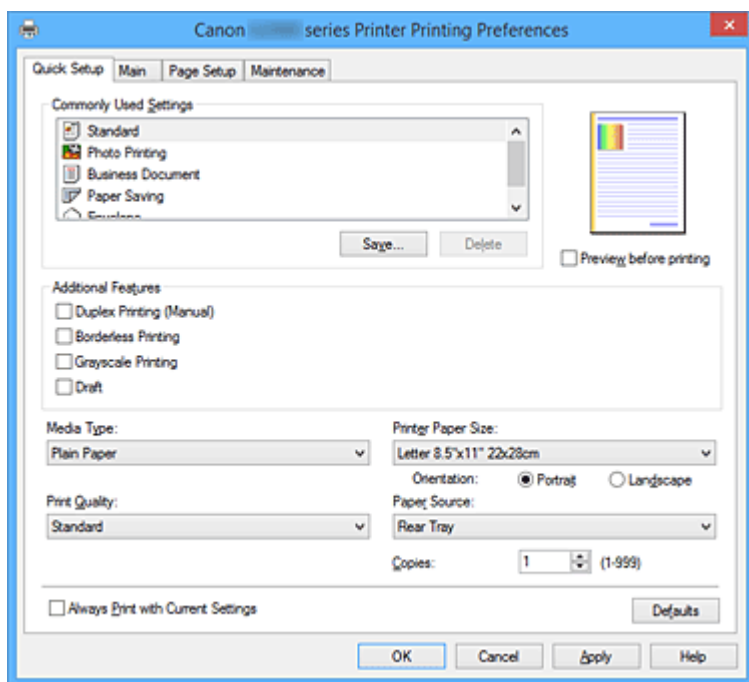 Canon series Printer Printing Preferences
Quick Setup Main Page Setup Maintenance
Commonly Used Settings
Standard
Photo Printing
Business Document
Paper Saving
Envelope
Save... Delete
Preview before printing
Additional Features
Duplex Printing (Manual)
Borderless Printing
Grayscale Printing
Draft
Media Type: Printer Paper Size:
Plain Paper Letter 8.5"x11" 22x28cm
Orientation: Portrait Landscape
Print Quality: Paper Source:
Standard Rear Tray
Copies: 1 (1-999)
Always Print with Current Settings Defaults
OK Cancel Apply Help